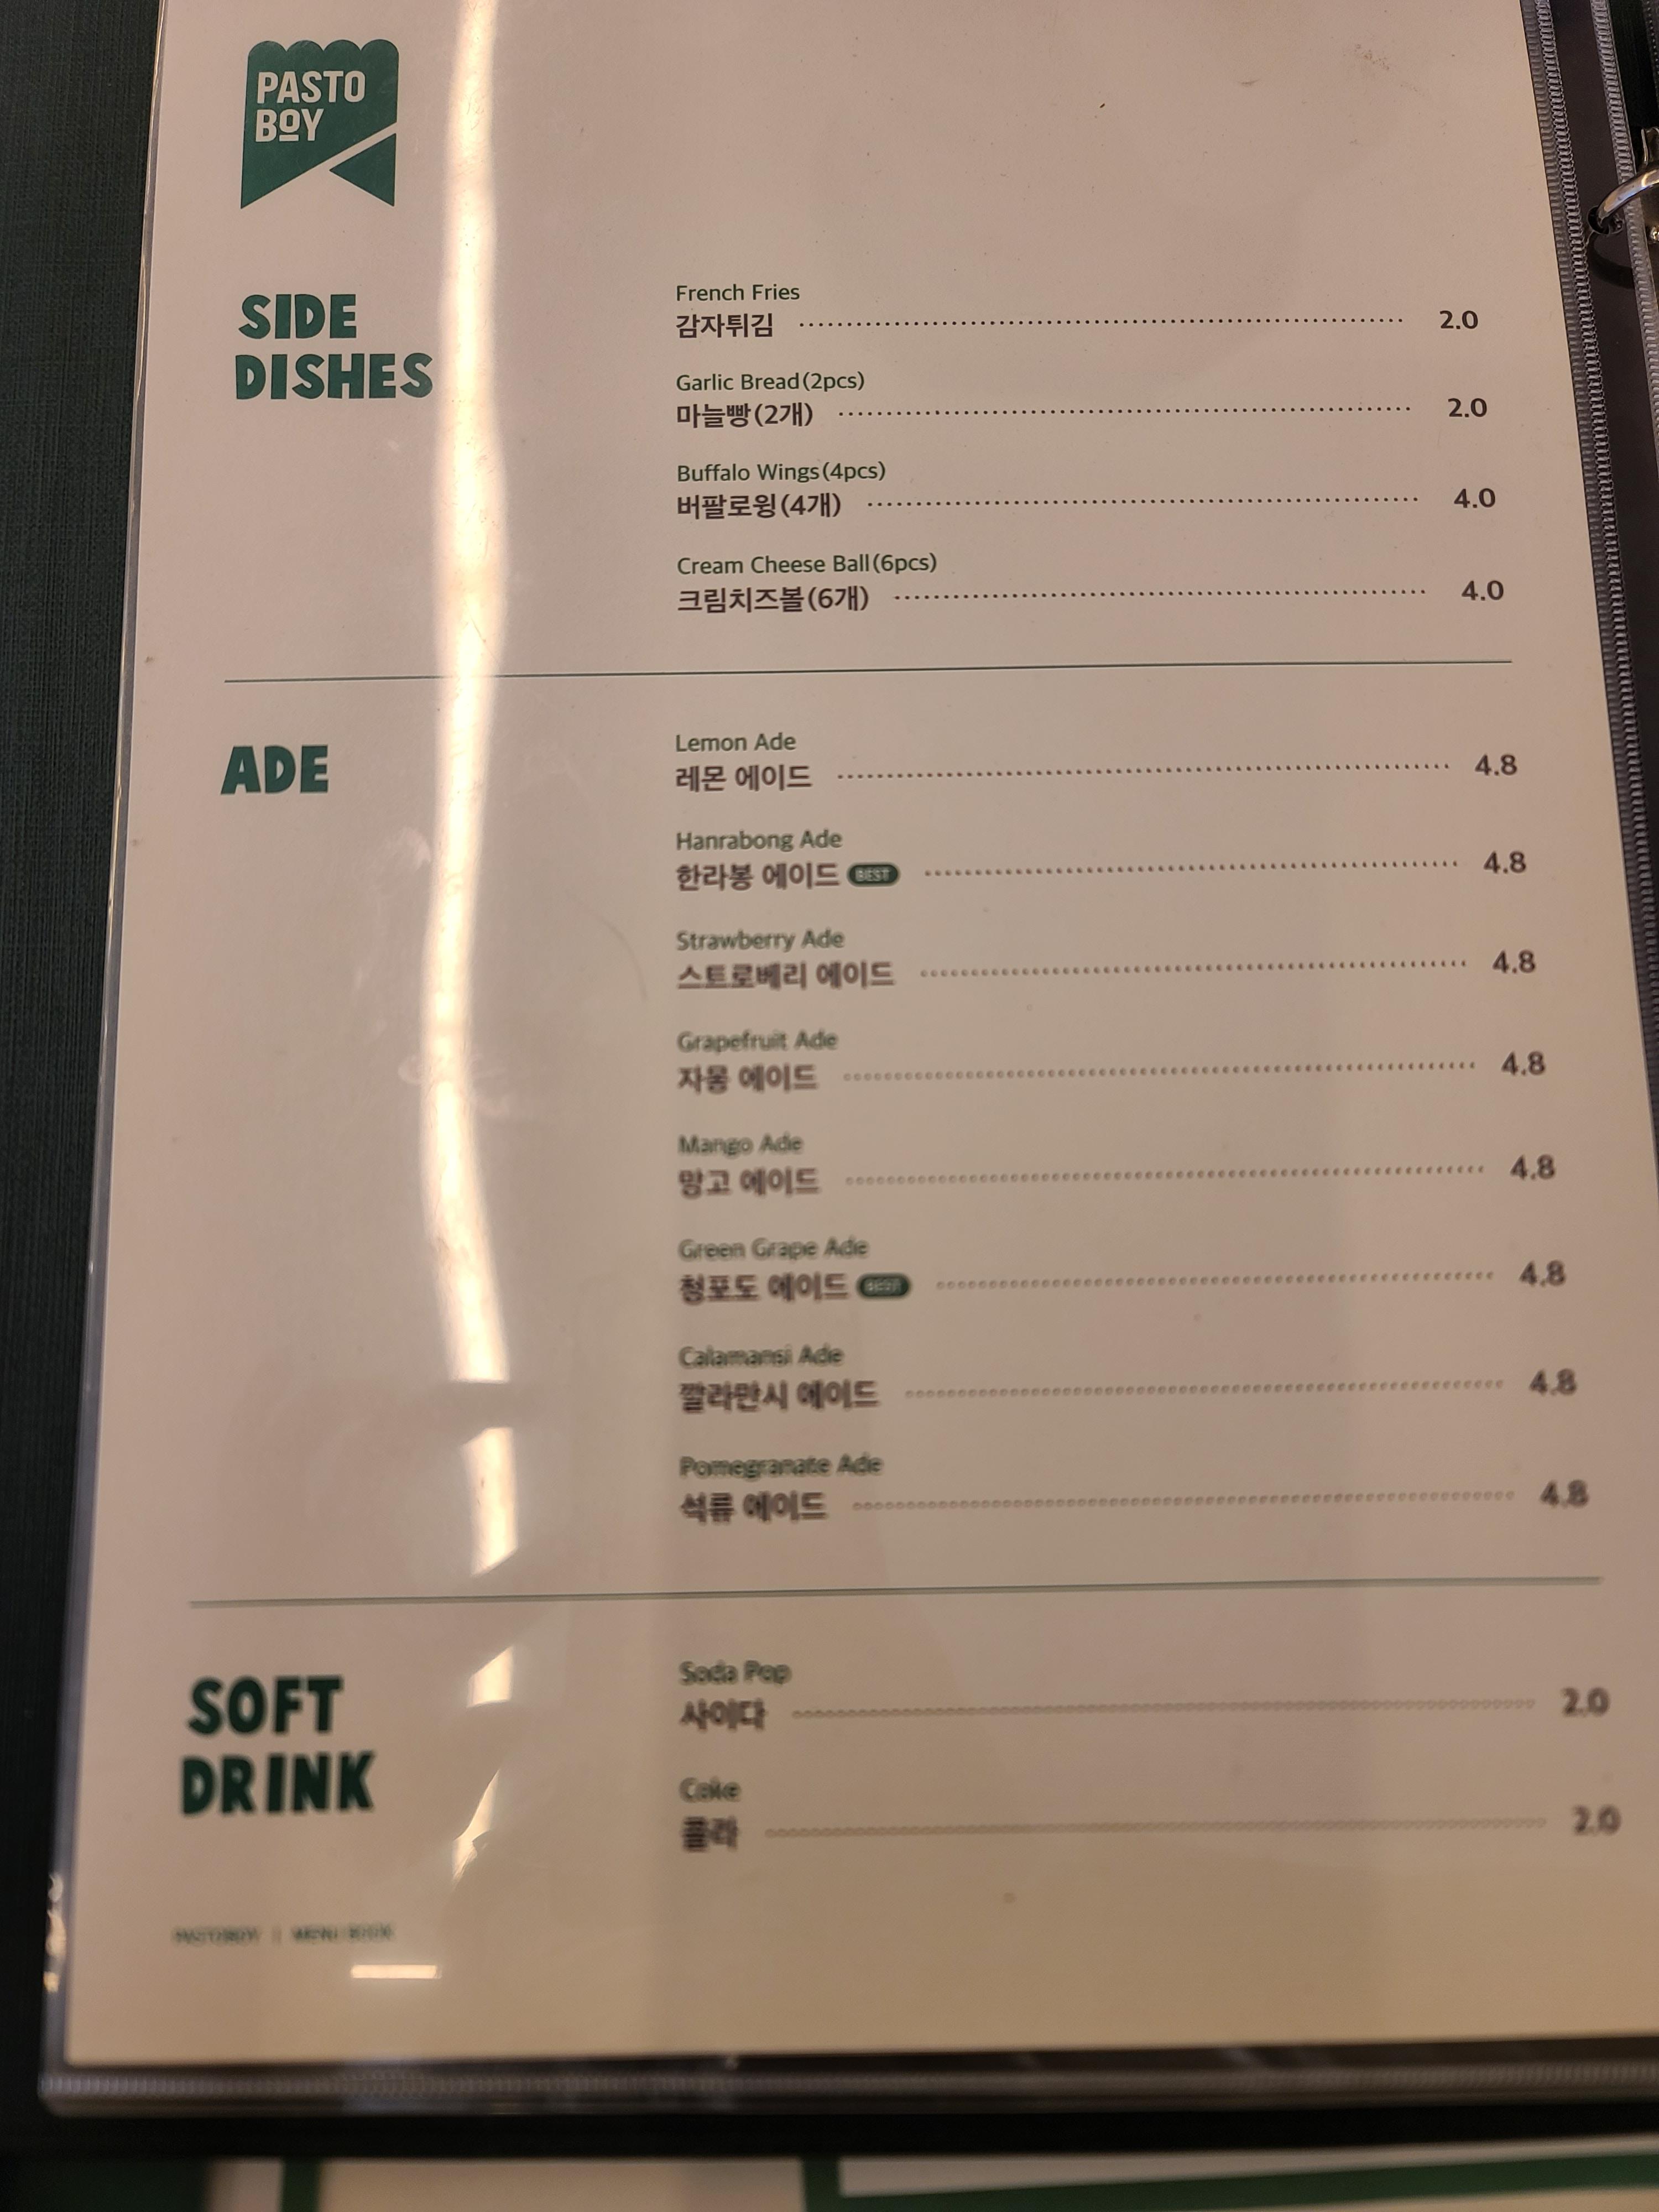 PASTO
BOY
SIDE
DISHES
French Fries
감자튀김 2.0
Garlic Bread(2pcs)
마늘빵(2개) 2.0
Buffalo Wings(4pcs)
버팔로윙(4개) 4.0
Cream Cheese Ball(6pcs)
크림치즈볼(6개) 4.0
ADE
Lemon Ade
레몬 에이드 4.8
Hanrabong Ade
한라봉 에이드 BEST 4.8
Strawberry Ade
스트로베리 에이드 4.8
Grapefruit Ade
자몽 에이드 4.8
Mango Ade
망고 에이드 4.8
Green Grape Ade
청포도 에이드 BEST 4.8
Calamansi Ade
깔라만시 에이드 4.8
Pomegranate Ade
석류 에이드 4.8
SOFT
DRINK
Soda Pop
사이다 2.0
Coke
콜라 2.0
PASTOBOY | MENU BOOK